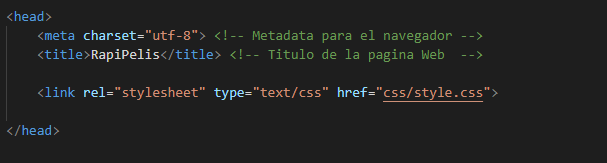 <head>
<meta charset="utf-8"> <!-- Metadata para el navegador -->
<title>RapiPelis</title> <!-- Titulo de la pagina Web  -->
<link rel="stylesheet" type="text/css" href="css/style.css">
</head>